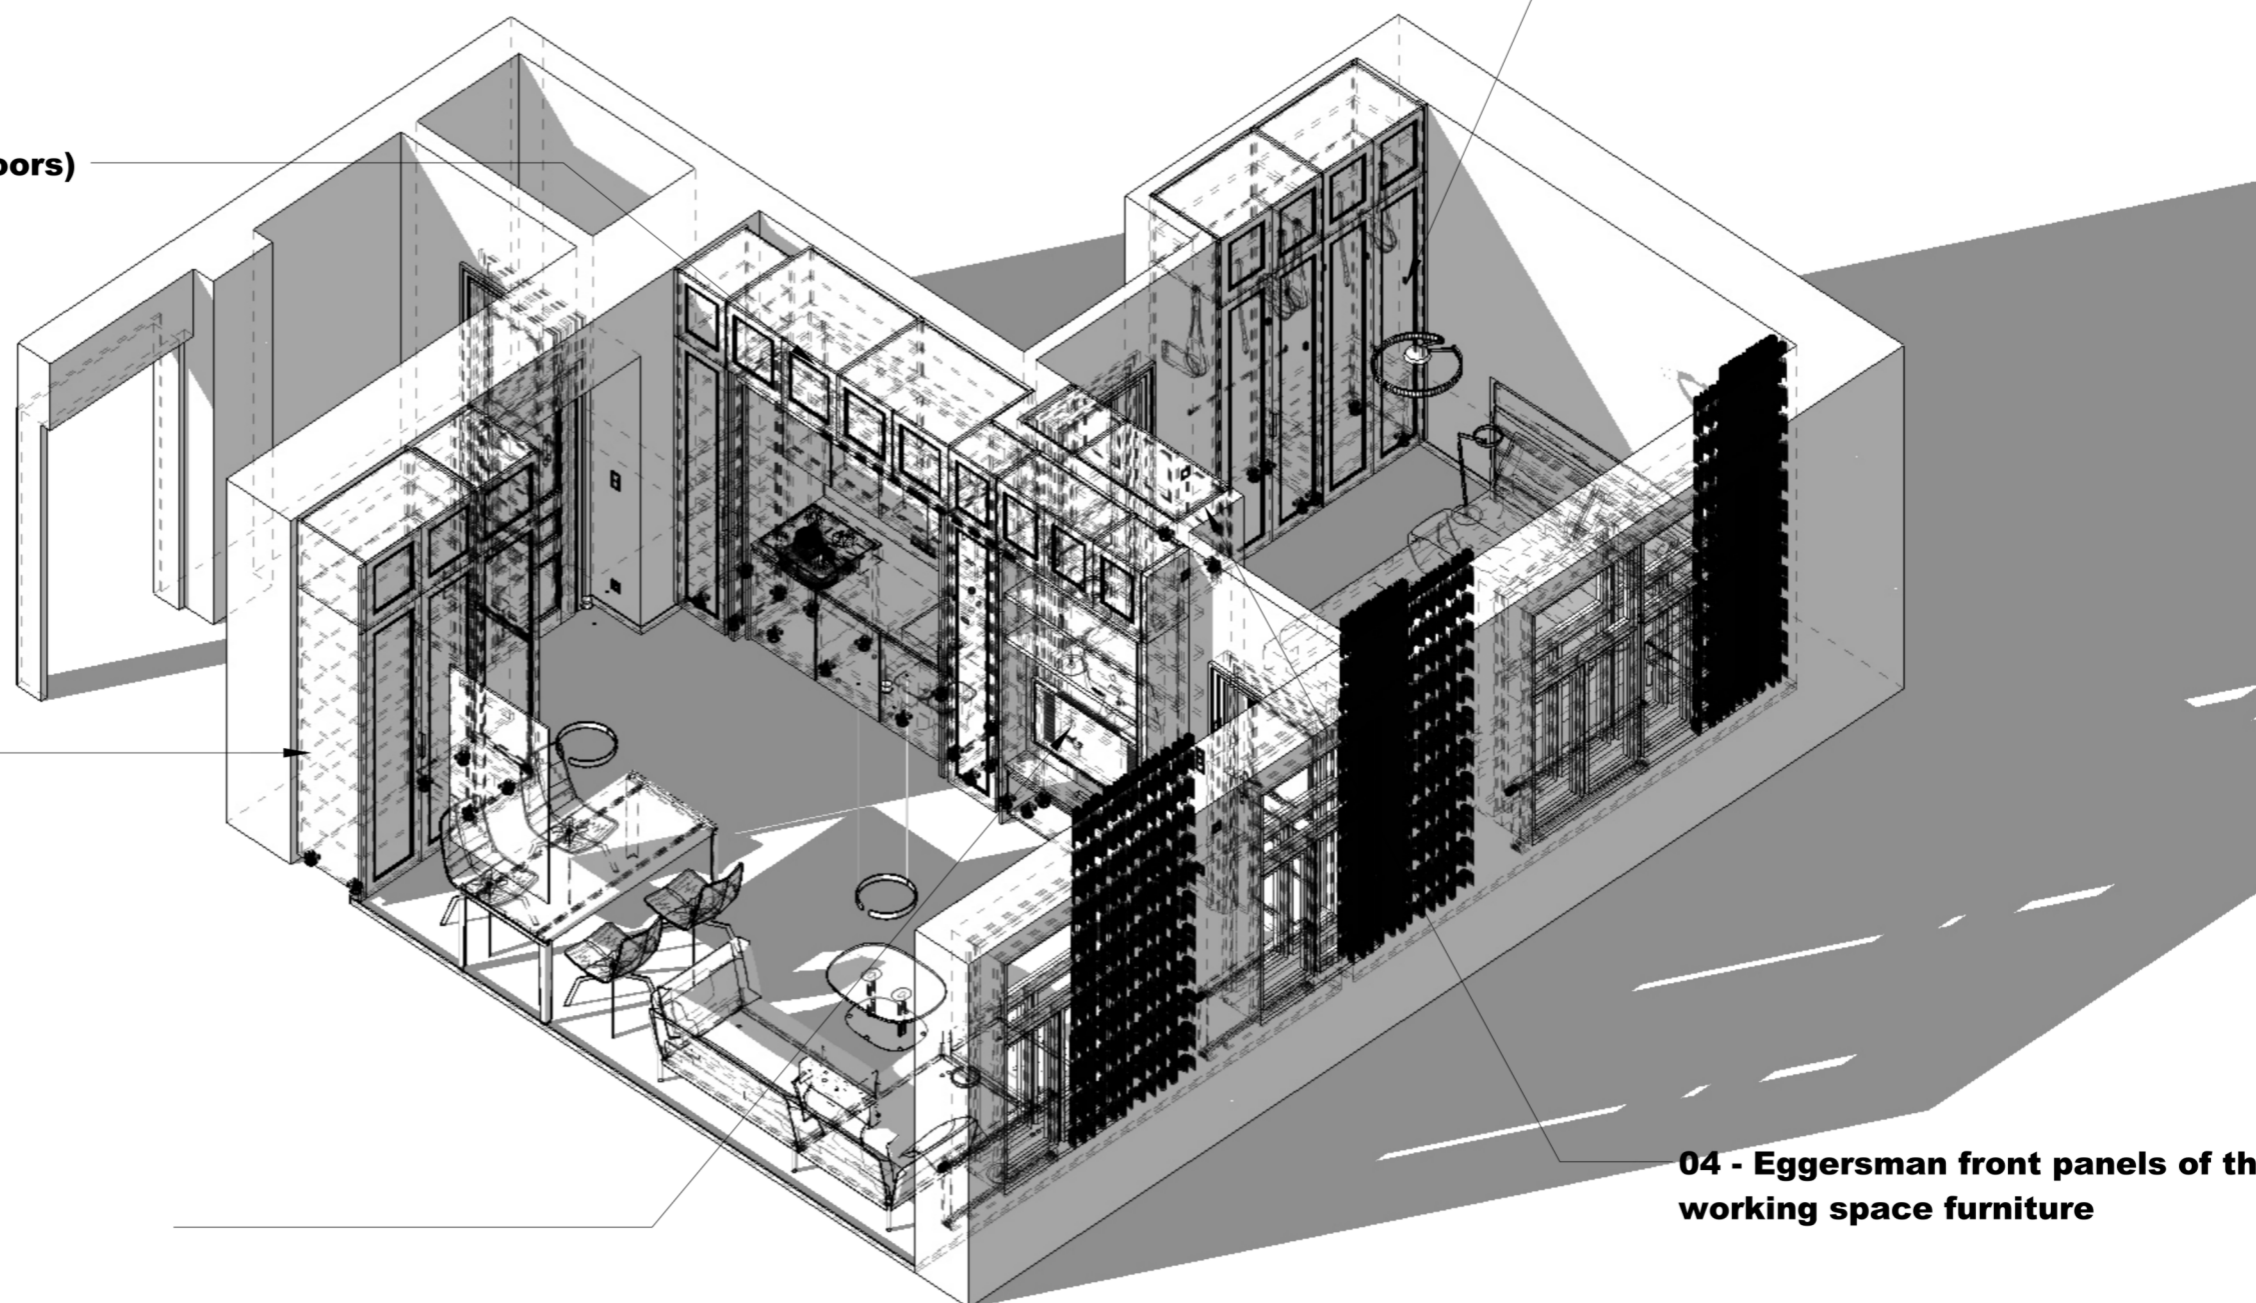 oors)
04 - Eggersman front panels of th
working space furniture